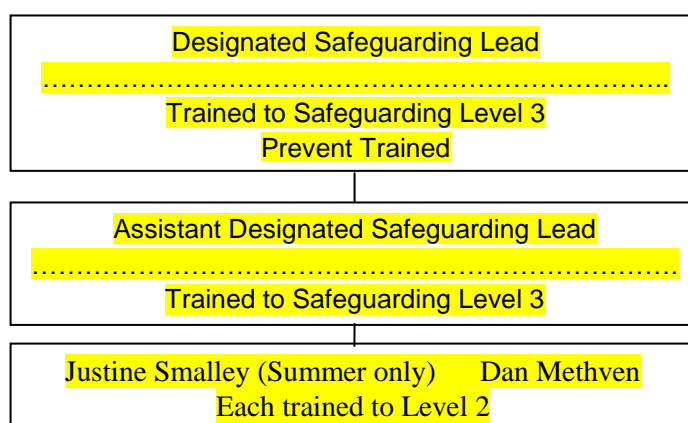 Designated Safeguarding Lead
…………………………………………………………….
Trained to Safeguarding Level 3
Prevent Trained
Assistant Designated Safeguarding Lead
……………………………………………………………….
Trained to Safeguarding Level 3
Justine Smalley (Summer only) Dan Methven
Each trained to Level 2